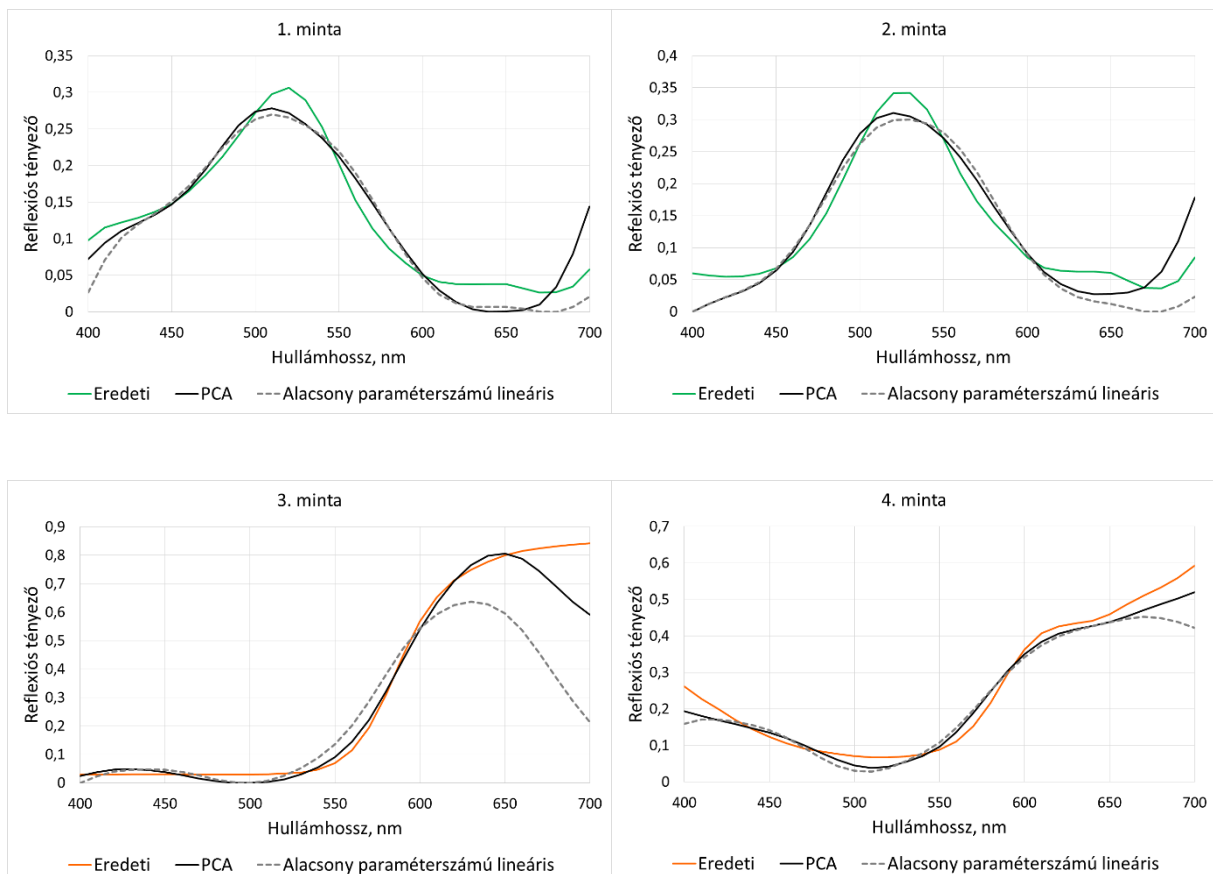 1. minta
Reflexiós tényező
0,35
0,3
0,25
0,2
0,15
0,1
0,05
0
400 450 500 550 600 650 700
Hullámhossz, nm
Eredeti PCA Alacsony paraméterszámú lineáris
2. minta
Refelxiós tényező
0,4
0,35
0,3
0,25
0,2
0,15
0,1
0,05
0
400 450 500 550 600 650 700
Hullámhossz, nm
Eredeti PCA Alacsony paraméterszámú lineáris
3. minta
Reflexiós tényező
0,9
0,8
0,7
0,6
0,5
0,4
0,3
0,2
0,1
0
400 450 500 550 600 650 700
Hullámhossz, nm
Eredeti PCA Alacsony paraméterszámú lineáris
4. minta
Reflexiós tényező
0,7
0,6
0,5
0,4
0,3
0,2
0,1
0
400 450 500 550 600 650 700
Hullámhossz, nm
Eredeti PCA Alacsony paraméterszámú lineáris